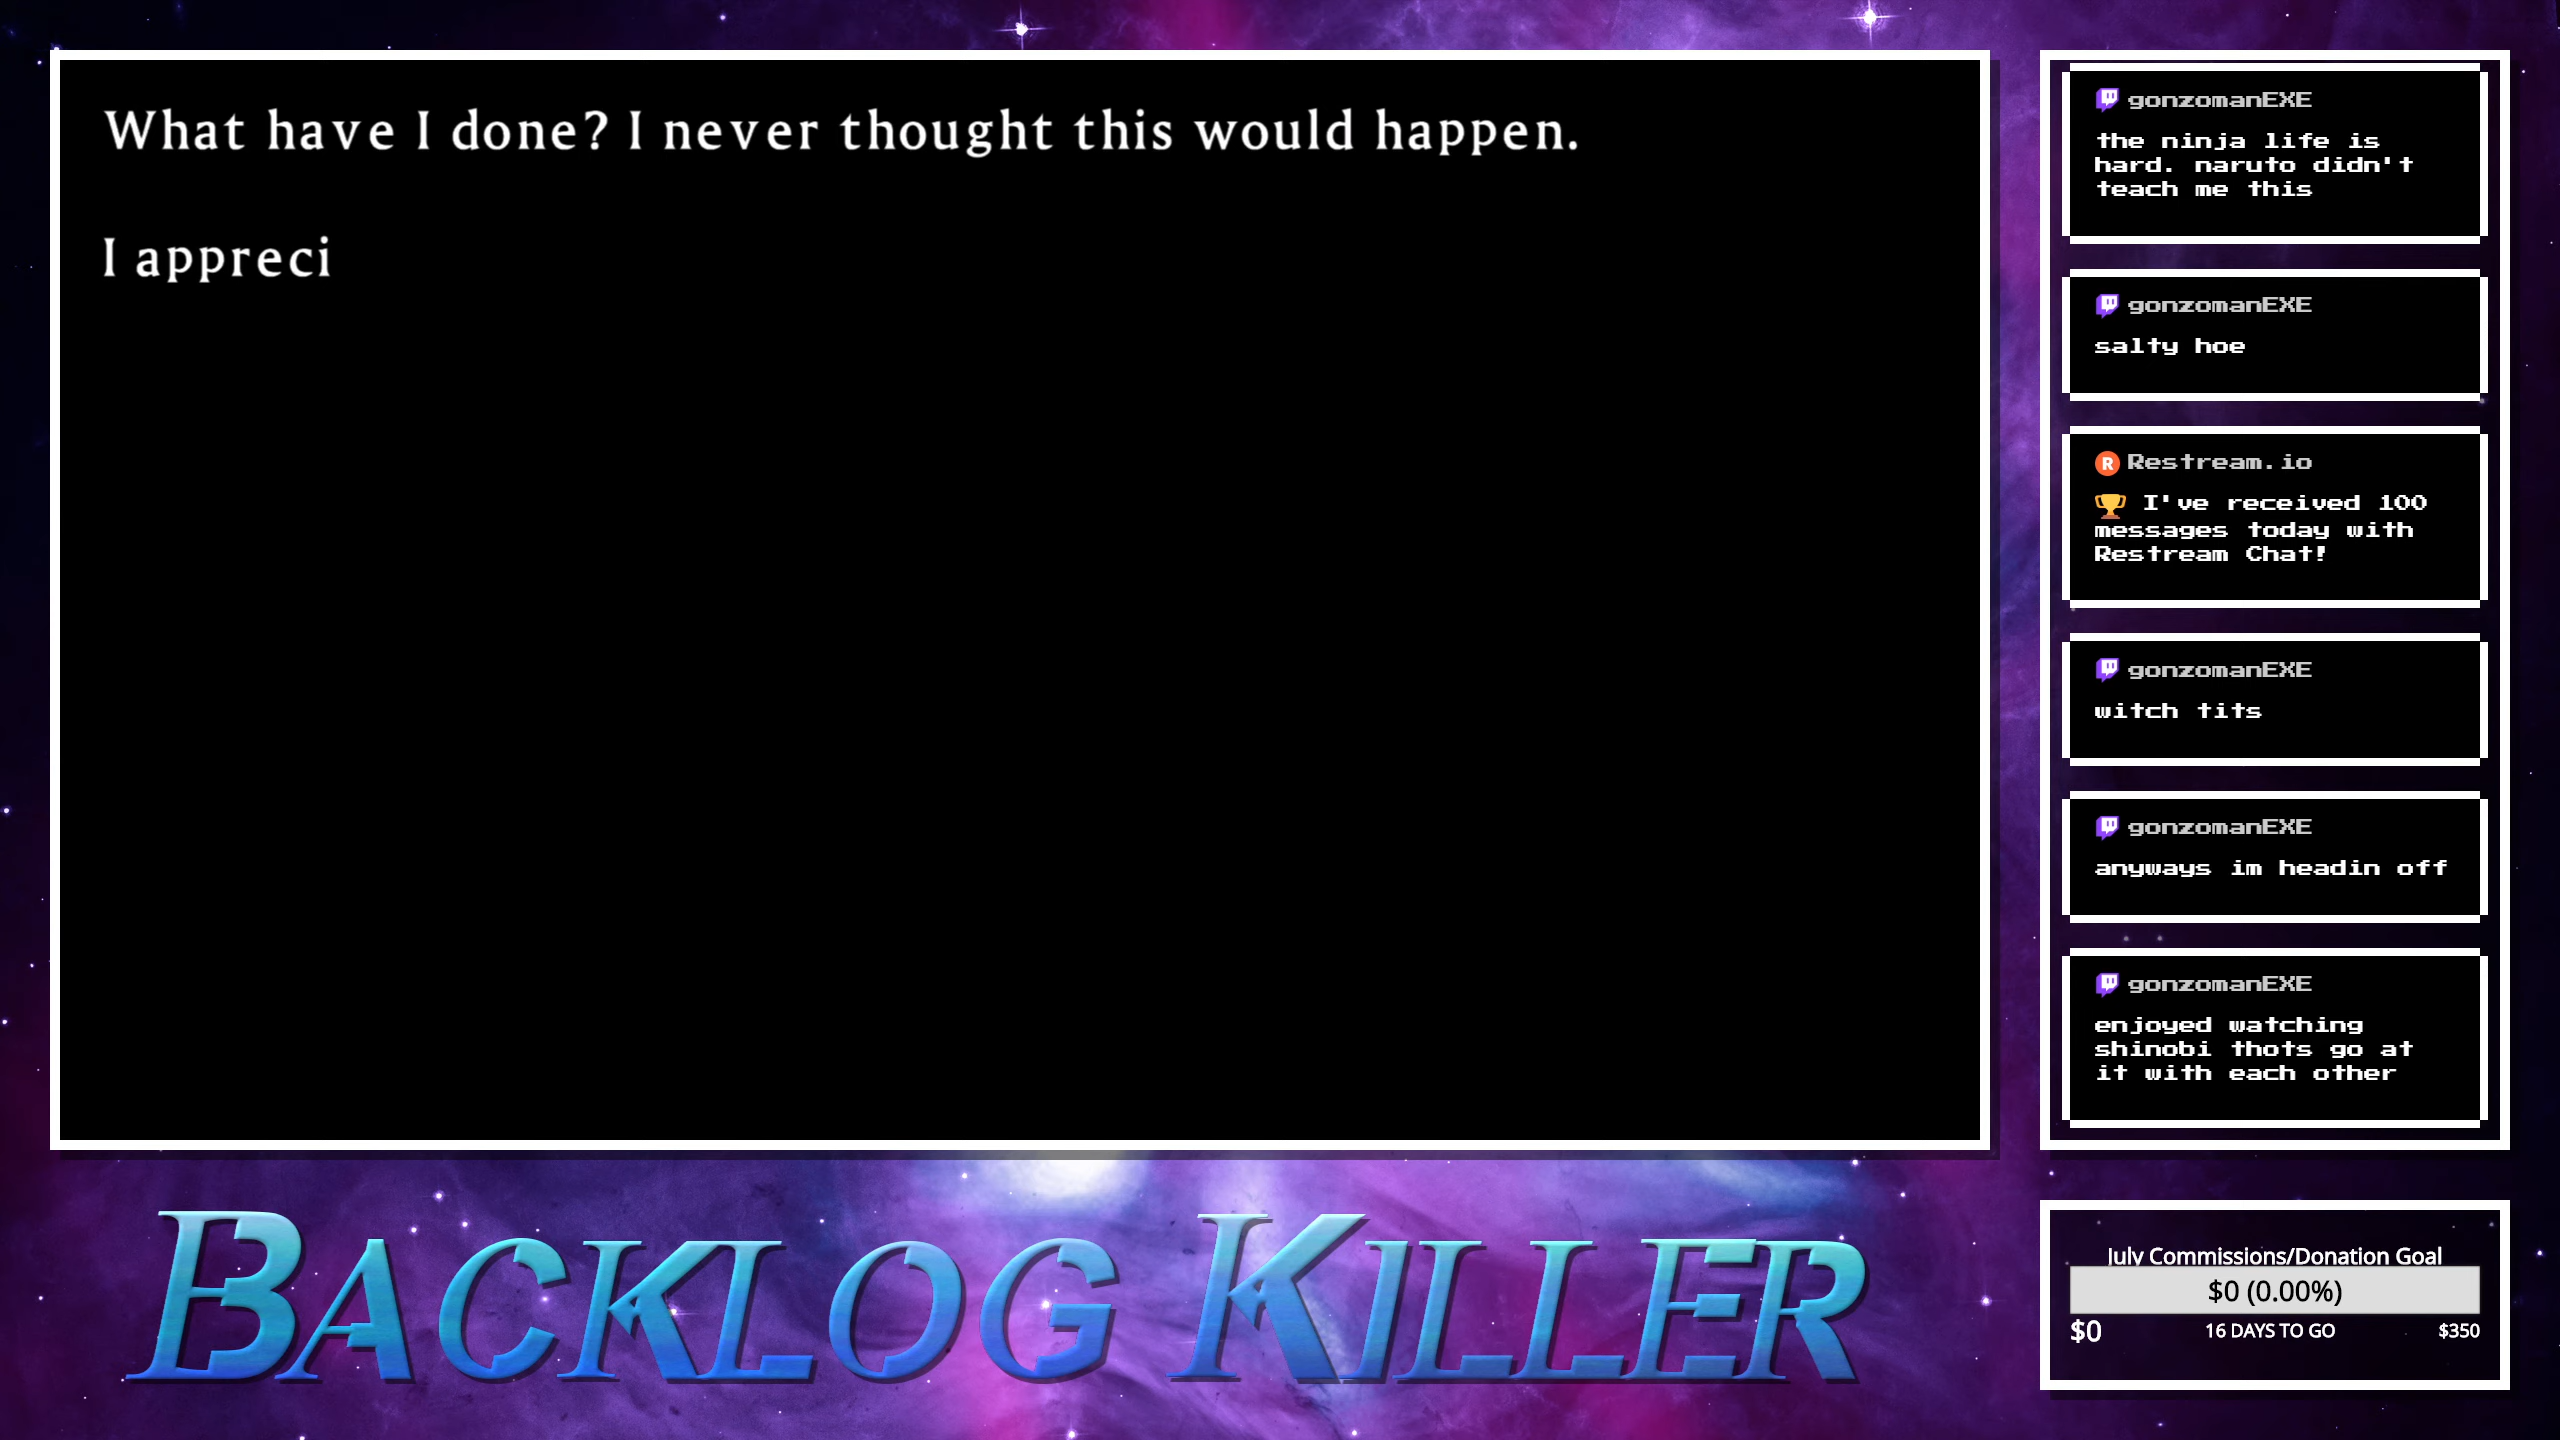 What have I done? I never thought this would happen.
I appreci
gonzomanEXE
the ninja life is
hard. naruto didn't
teach me this
gonzomanEXE
salty hoe
Restream.io
🏆 I've received 100
messages today with
Restream Chat!
gonzomanEXE
witch tits
gonzomanEXE
anyways im headin off
gonzomanEXE
enjoyed watching
shinobi thots go at
it with each other
BACKLOG KILLER
July Commissions/Donation Goal
$0 (0.00%)
$0 16 DAYS TO GO $350